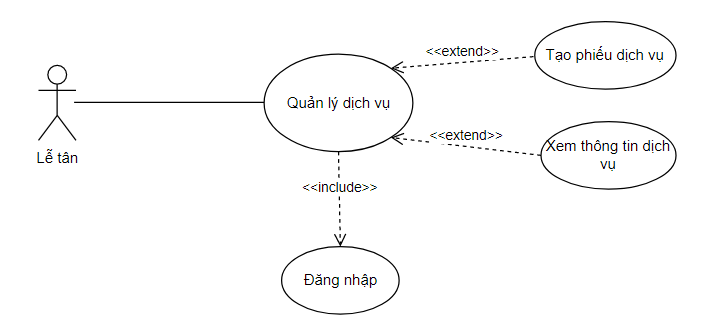 <<extend>>
Tạo phiếu dịch vụ
Quản lý dịch vụ
<<extend>>
Xem thông tin dịch
vụ
Lễ tân
<<include>>
Đăng nhập